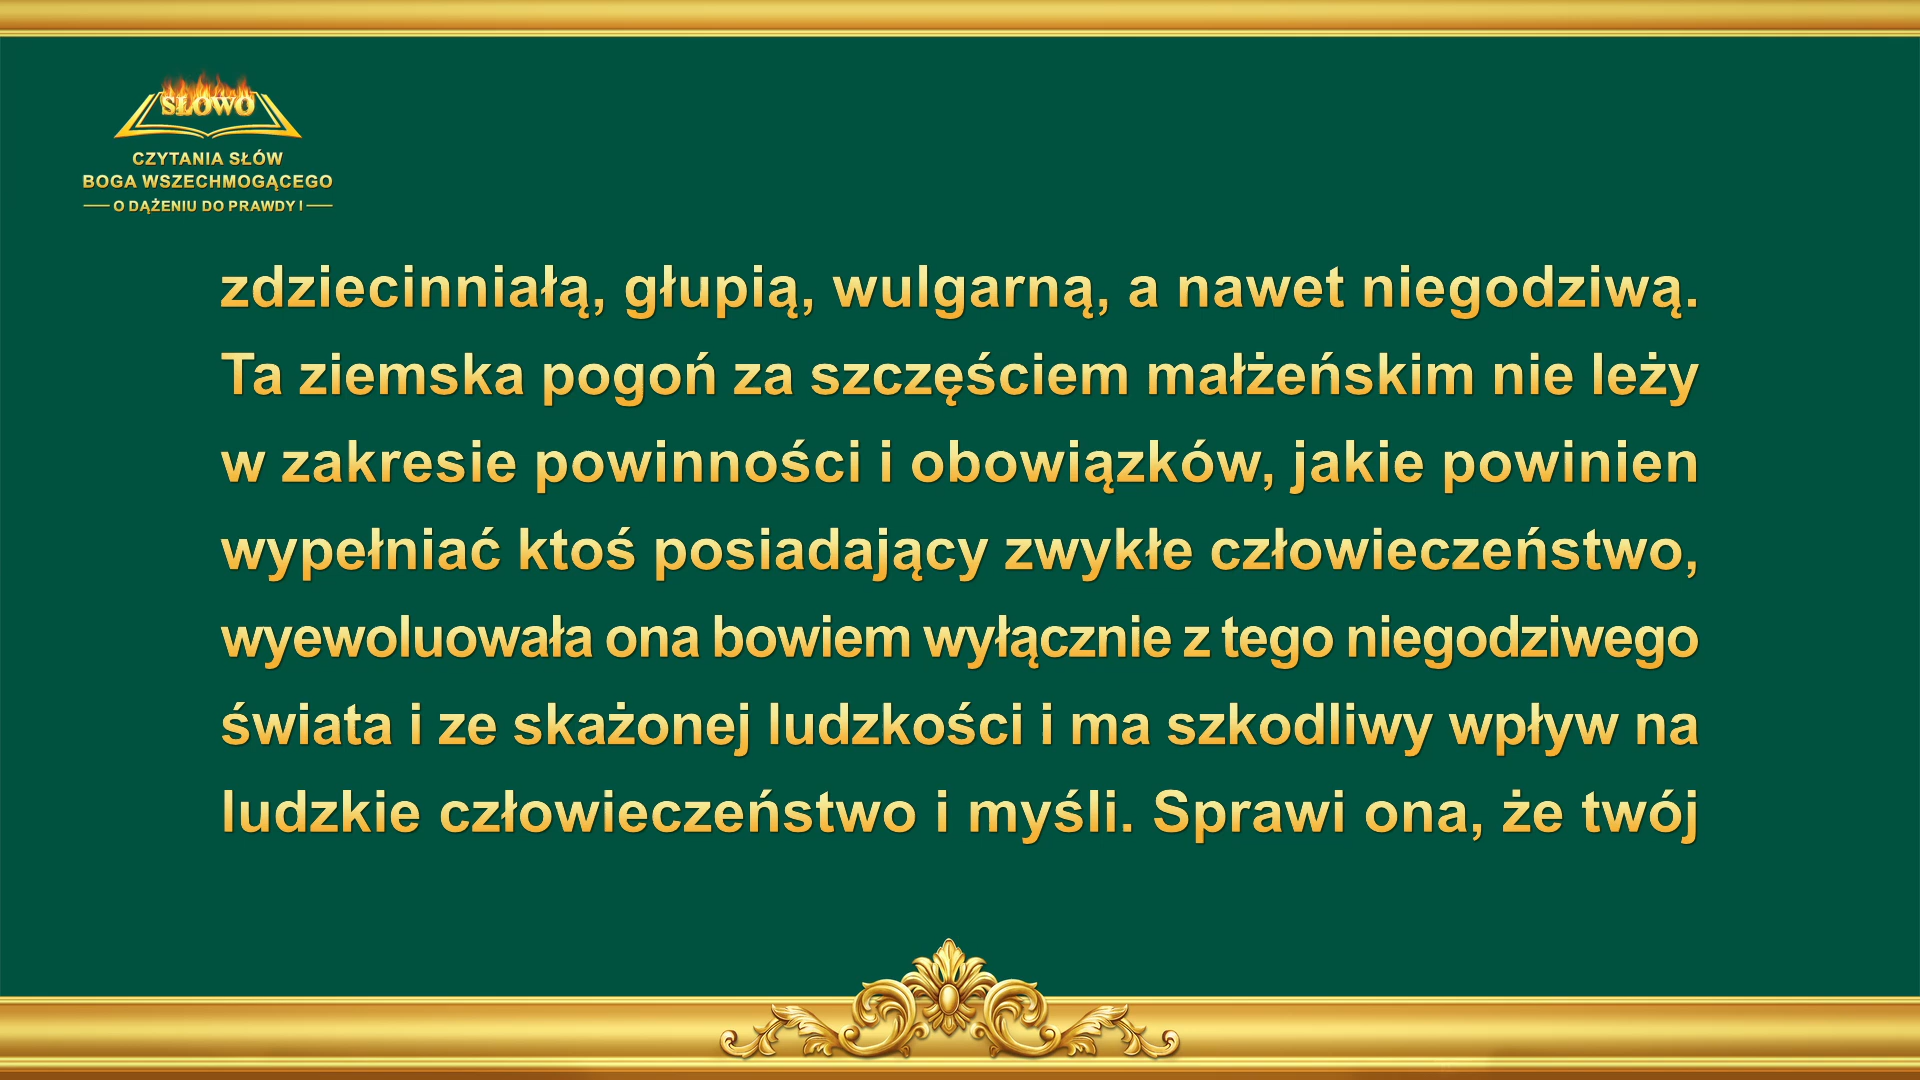 SŁOWO
CZYTANIA SŁÓW
BOGA WSZECHMOGĄCEGO
O DĄŻENIU DO PRAWDY I
zdziecinniałą, głupią, wulgarną, a nawet niegodziwą.
Ta ziemska pogoń za szczęściem małżeńskim nie leży
w zakresie powinności i obowiązków, jakie powinien
wypełniać ktoś posiadający zwykłe człowieczeństwo,
wyewoluowała ona bowiem wyłącznie z tego niegodziwego
świata i ze skażonej ludzkości i ma szkodliwy wpływ na
ludzkie człowieczeństwo i myśli. Sprawi ona, że twój